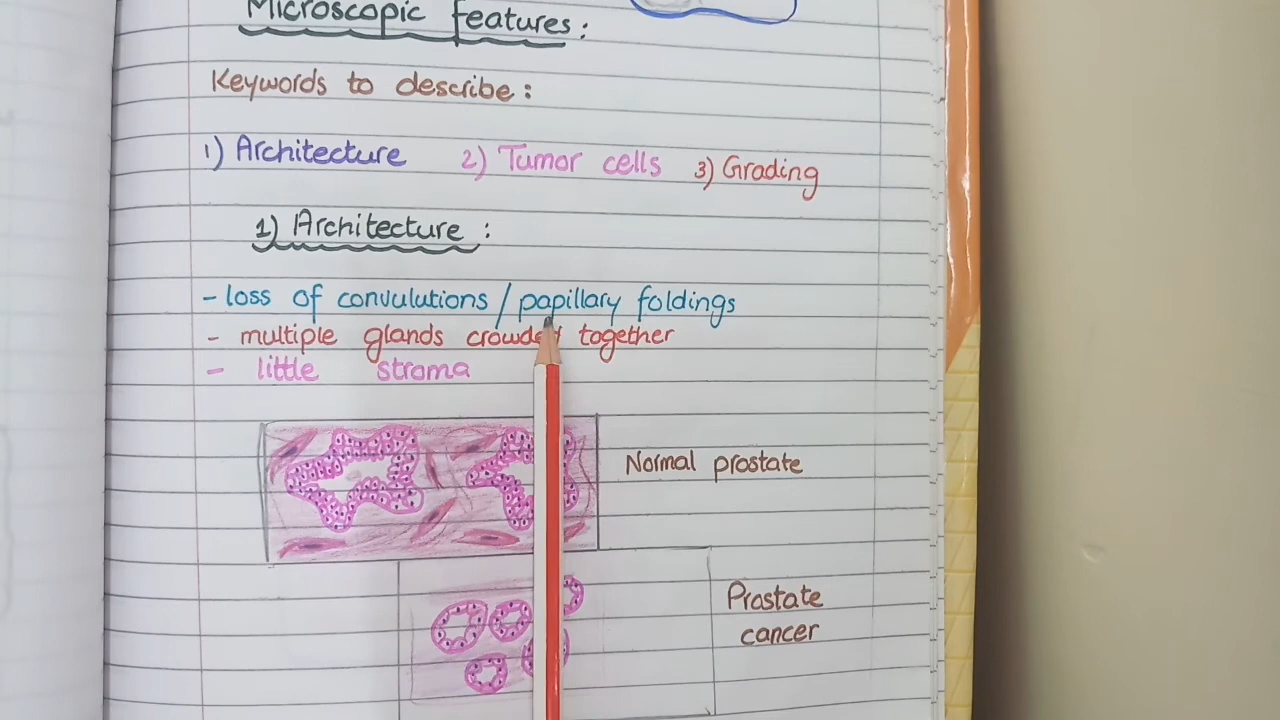 Microscopic features:
Keywords to describe:
1) Architecture 2) Tumor cells 3) Grading
1) Architecture :
- loss of convulutions / papillary foldings
- multiple glands crowded together
- little stroma
Normal prostate
Prostate
cancer